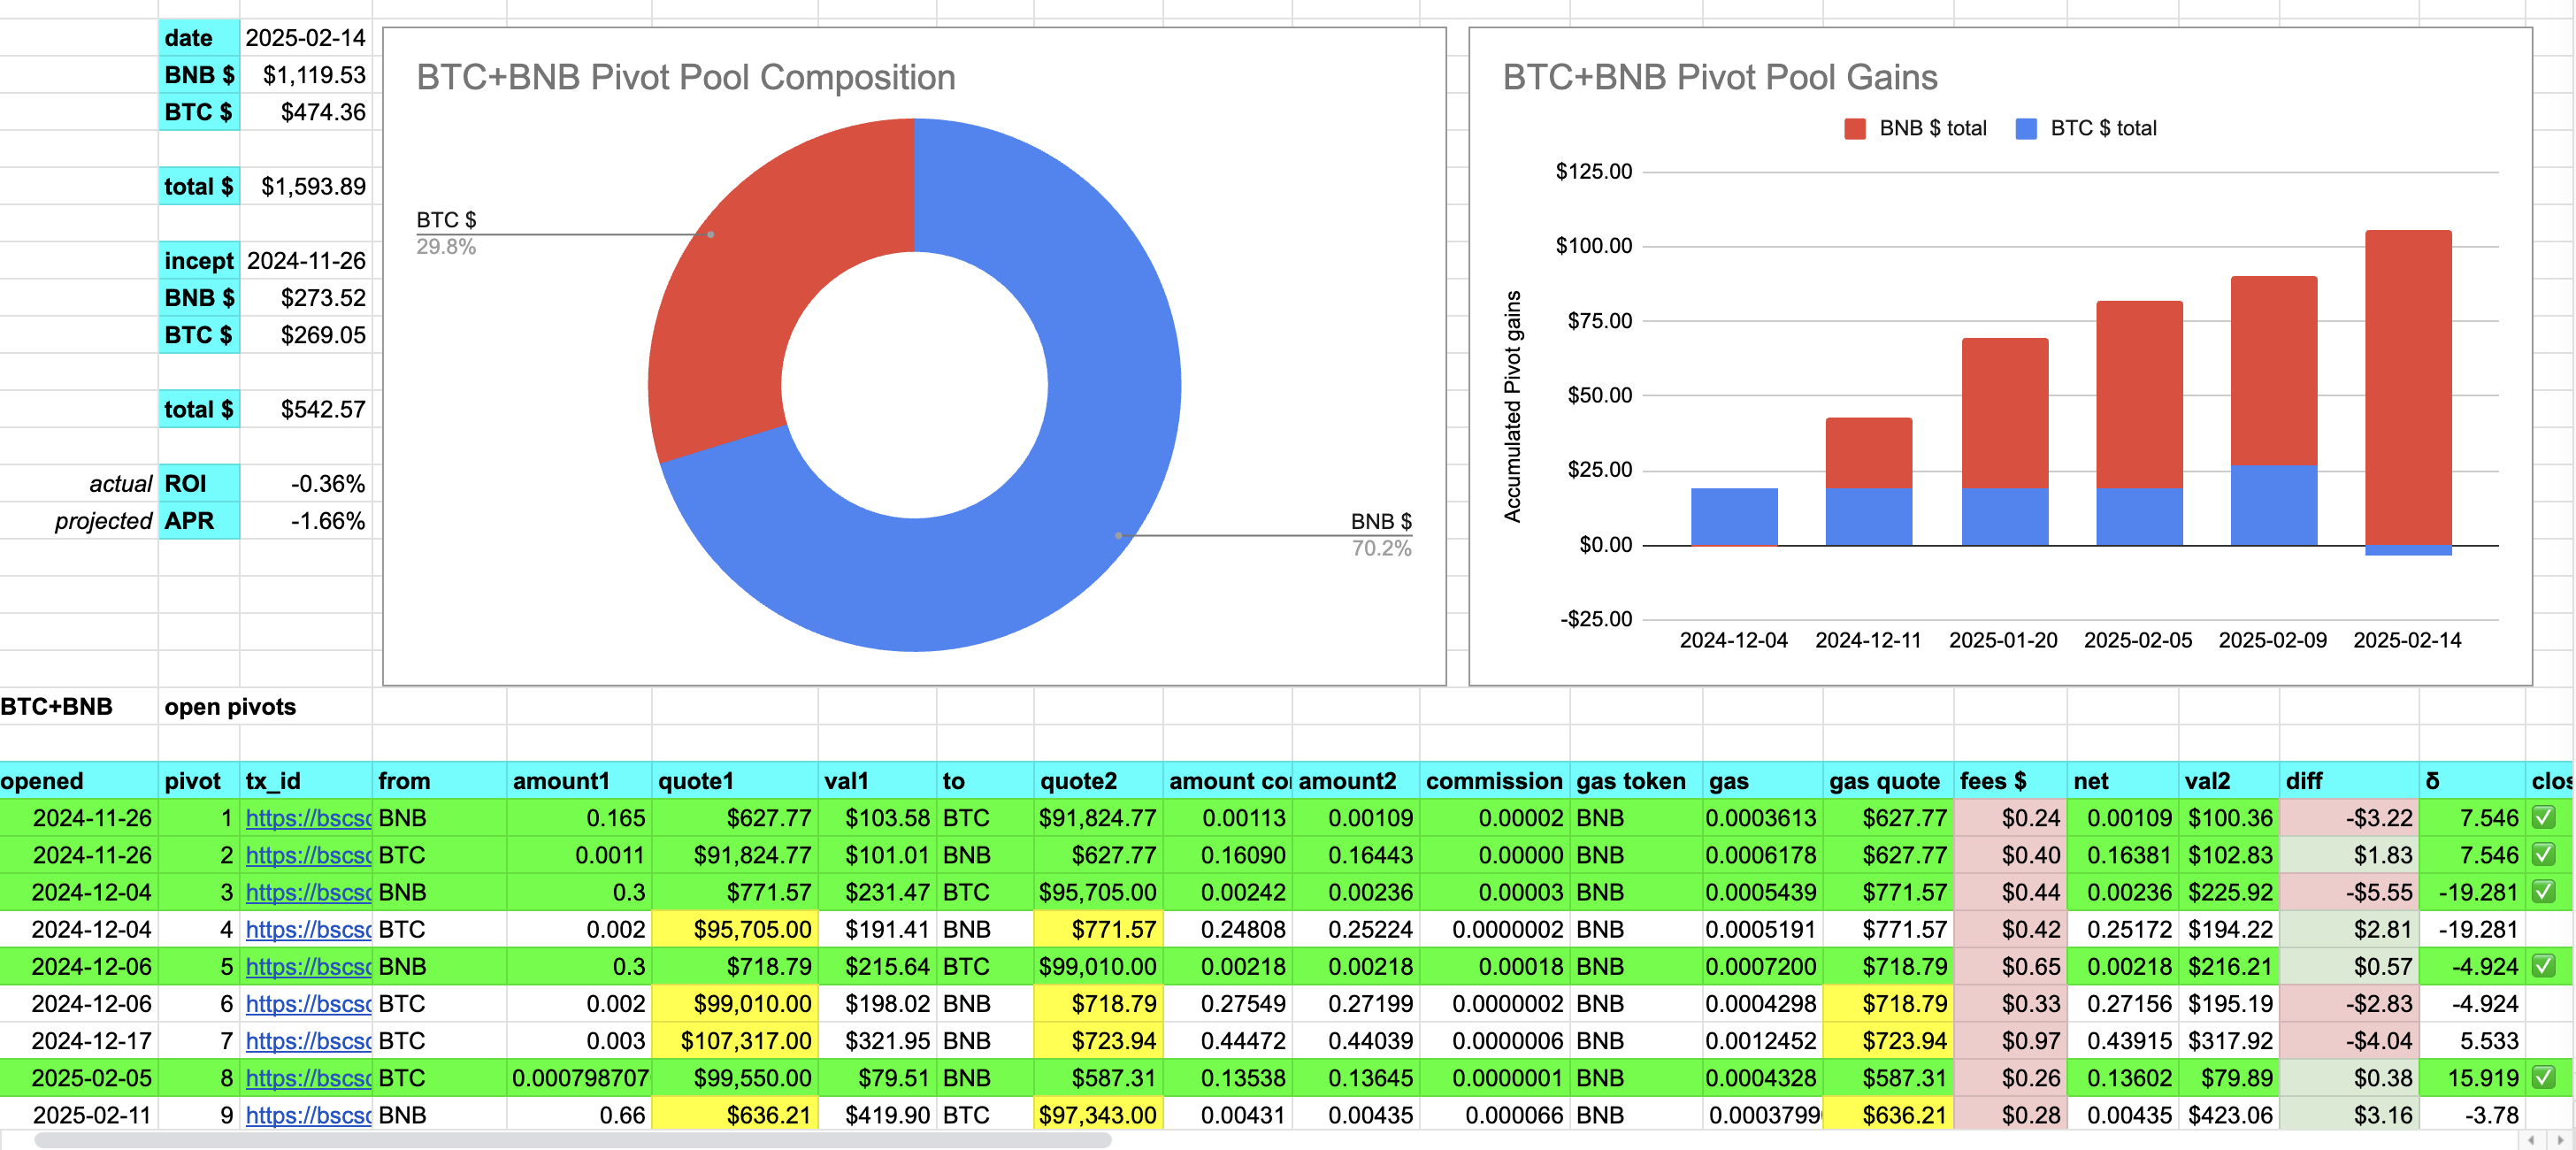 date 2025-02-14
BNB $ $1,119.53
BTC $ $474.36
total $ $1,593.89
incept 2024-11-26
BNB $ $273.52
BTC $ $269.05
total $ $542.57
actual ROI -0.36%
projected APR -1.66%
BTC+BNB Pivot Pool Composition
BTC $
29.8%
BNB $
70.2%
BTC+BNB Pivot Pool Gains
BNB $ total BTC $ total
Accumulated Pivot gains
$125.00
$100.00
$75.00
$50.00
$25.00
$0.00
-$25.00
2024-12-04 2024-12-11 2025-01-20 2025-02-05 2025-02-09 2025-02-14
BTC+BNB open pivots
opened pivot tx_id from amount1 quote1 val1 to quote2 amount co amount2 commission gas token gas gas quote fees $ net val2 diff δ clos
2024-11-26 1 https://bscsc BNB 0.165 $627.77 $103.58 BTC $91,824.77 0.00113 0.00109 0.00002 BNB 0.0003613 $627.77 $0.24 0.00109 $100.36 -$3.22 7.546 ✅
2024-11-26 2 https://bscsc BTC 0.0011 $91,824.77 $101.01 BNB $627.77 0.16090 0.16443 0.00000 BNB 0.0006178 $627.77 $0.40 0.16381 $102.83 $1.83 7.546 ✅
2024-12-04 3 https://bscsc BNB 0.3 $771.57 $231.47 BTC $95,705.00 0.00242 0.00236 0.00003 BNB 0.0005439 $771.57 $0.44 0.00236 $225.92 -$5.55 -19.281 ✅
2024-12-04 4 https://bscsc BTC 0.002 $95,705.00 $191.41 BNB $771.57 0.24808 0.25224 0.0000002 BNB 0.0005191 $771.57 $0.42 0.25172 $194.22 $2.81 -19.281
2024-12-06 5 https://bscsc BNB 0.3 $718.79 $215.64 BTC $99,010.00 0.00218 0.00218 0.00018 BNB 0.0007200 $718.79 $0.65 0.00218 $216.21 $0.57 -4.924 ✅
2024-12-06 6 https://bscsc BTC 0.002 $99,010.00 $198.02 BNB $718.79 0.27549 0.27199 0.0000002 BNB 0.0004298 $718.79 $0.33 0.27156 $195.19 -$2.83 -4.924
2024-12-17 7 https://bscsc BTC 0.003 $107,317.00 $321.95 BNB $723.94 0.44472 0.44039 0.0000006 BNB 0.0012452 $723.94 $0.97 0.43915 $317.92 -$4.04 5.533
2025-02-05 8 https://bscsc BTC 0.000798707 $99,550.00 $79.51 BNB $587.31 0.13538 0.13645 0.0000001 BNB 0.0004328 $587.31 $0.26 0.13602 $79.89 $0.38 15.919 ✅
2025-02-11 9 https://bscsc BNB 0.66 $636.21 $419.90 BTC $97,343.00 0.00431 0.00435 0.000066 BNB 0.0003799 $636.21 $0.28 0.00435 $423.06 $3.16 -3.78